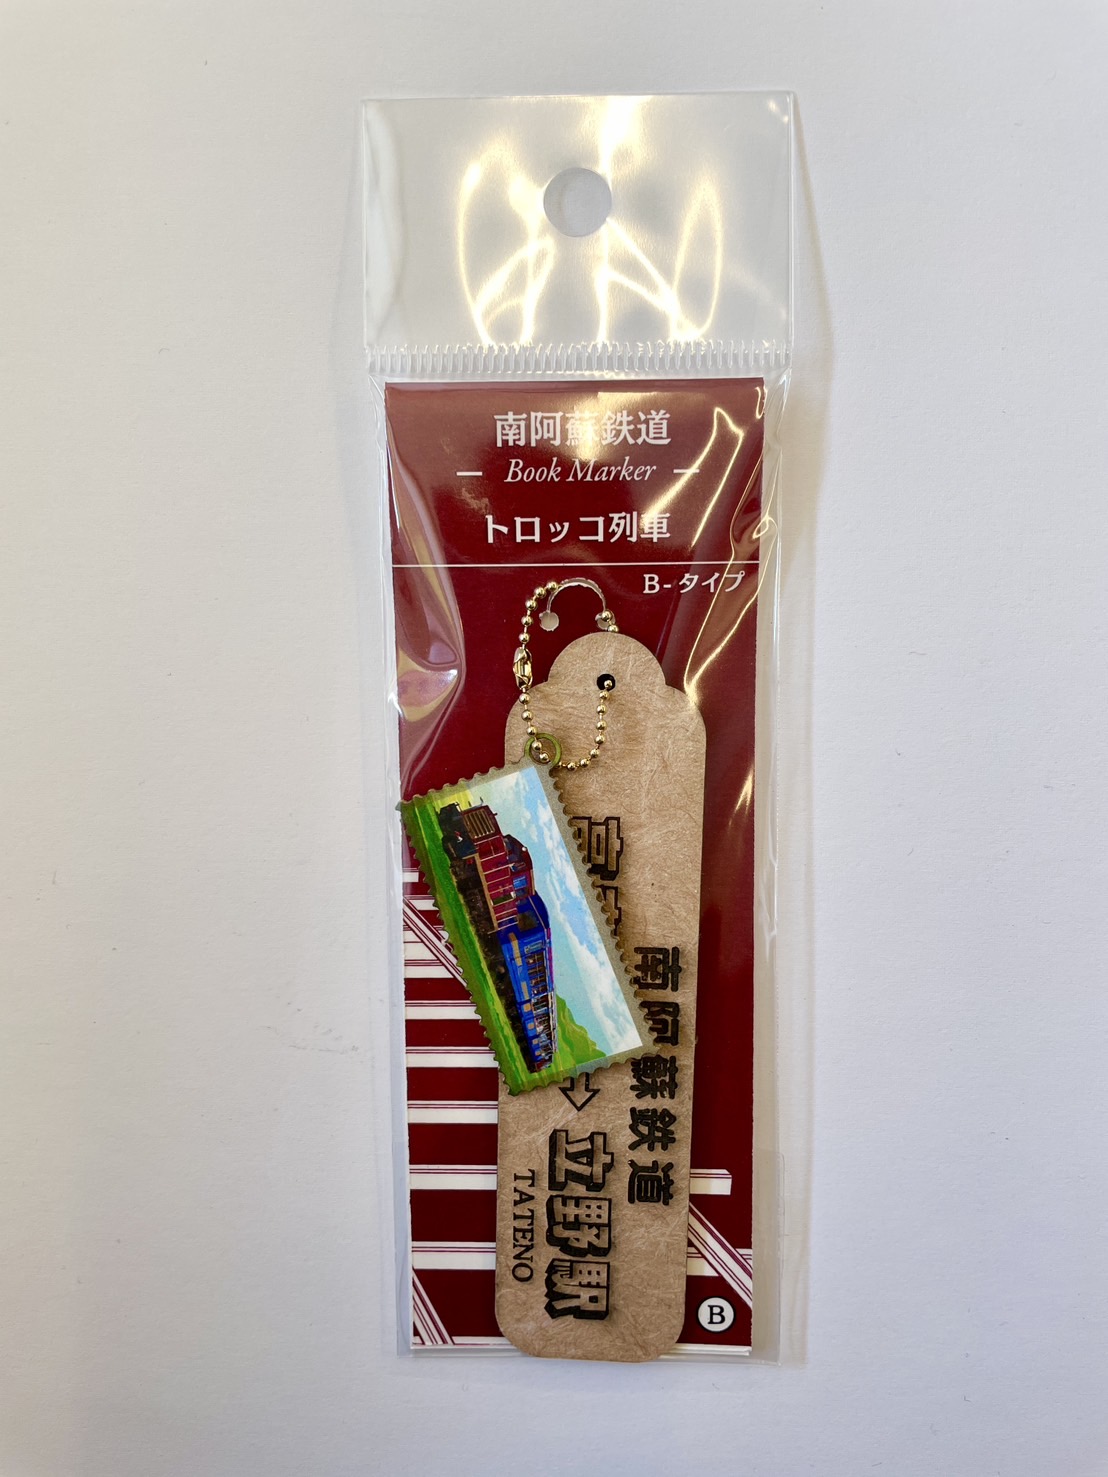 南阿蘇鉄道
Book Marker
トロッコ列車
B-タイプ
南阿蘇鉄道
高
立野駅
TATENO
B